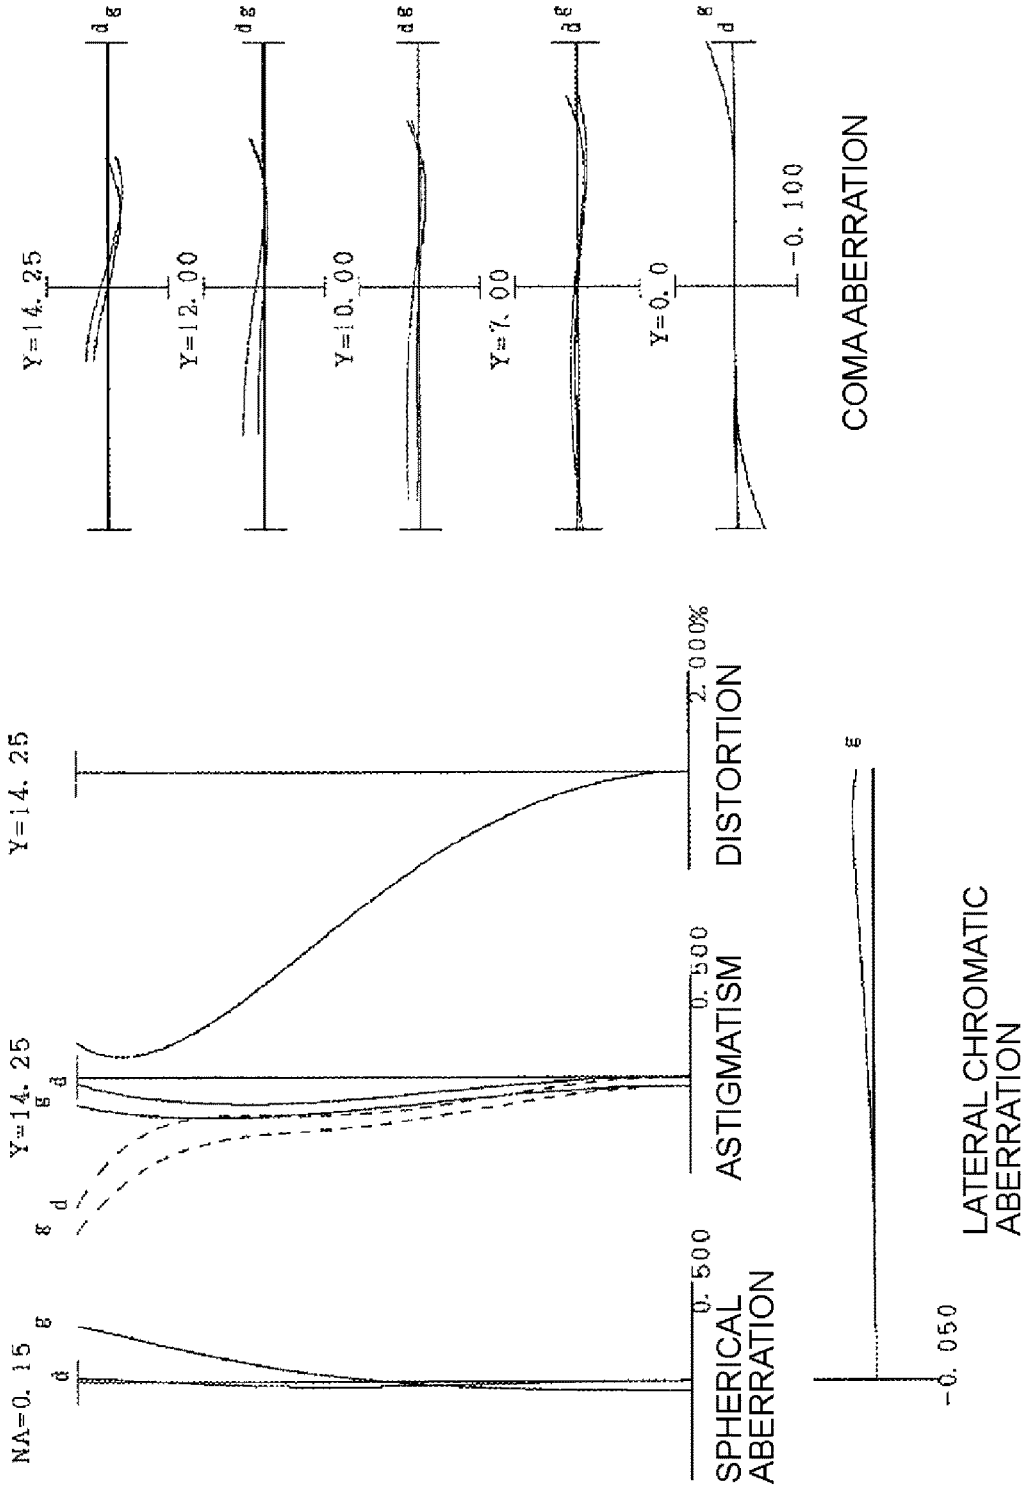 NA=0. 15
d
g
0. 500
SPHERICAL
ABERRATION
Y=14. 25
g
d
g
d
0. 500
ASTIGMATISM
Y=14. 25
2. 000%
DISTORTION
Y=14. 25
d g
Y=12. 00
d g
Y=10. 00
d g
Y=7. 00
d g
Y=0. 0
d
g
-0. 100
COMAABERRATION
g
-0. 050
LATERAL CHROMATIC
ABERRATION